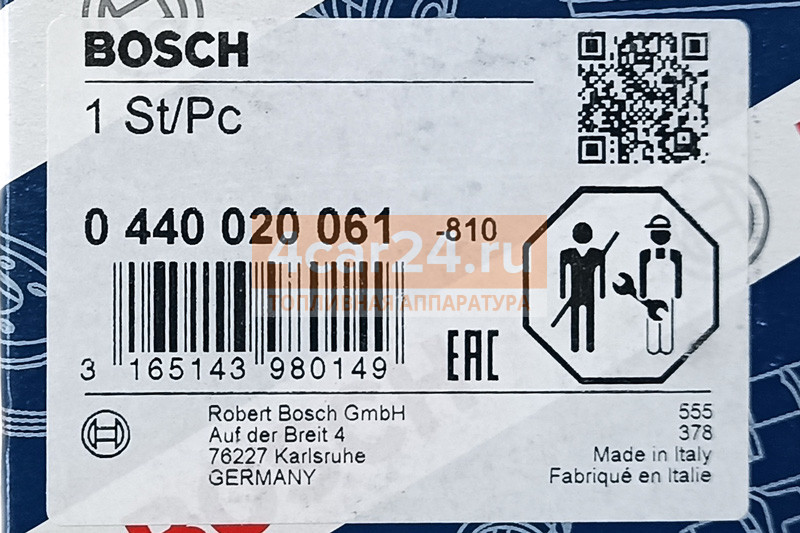 BOSCH
1 St/Pc
0 440 020 061 -810
4car24.ru
ТОПЛИВНАЯ АППАРАТУРА
3 165143 980149
EAC
Robert Bosch GmbH
Auf der Breit 4
76227 Karlsruhe
GERMANY
555
378
Made in Italy
Fabriqué en Italie